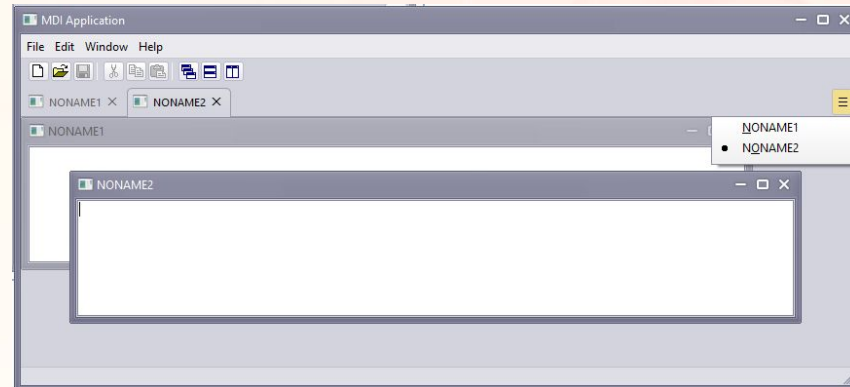 MDI Application
File Edit Window Help
NONAME1 NONAME2
NONAME1
NONAME1
NONAME2
NONAME2